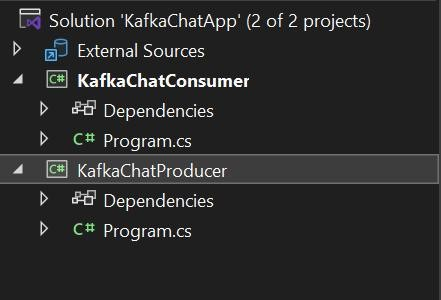 Solution 'KafkaChatApp' (2 of 2 projects)
External Sources
C# KafkaChatConsumer
Dependencies
C# Program.cs
C# KafkaChatProducer
Dependencies
C# Program.cs